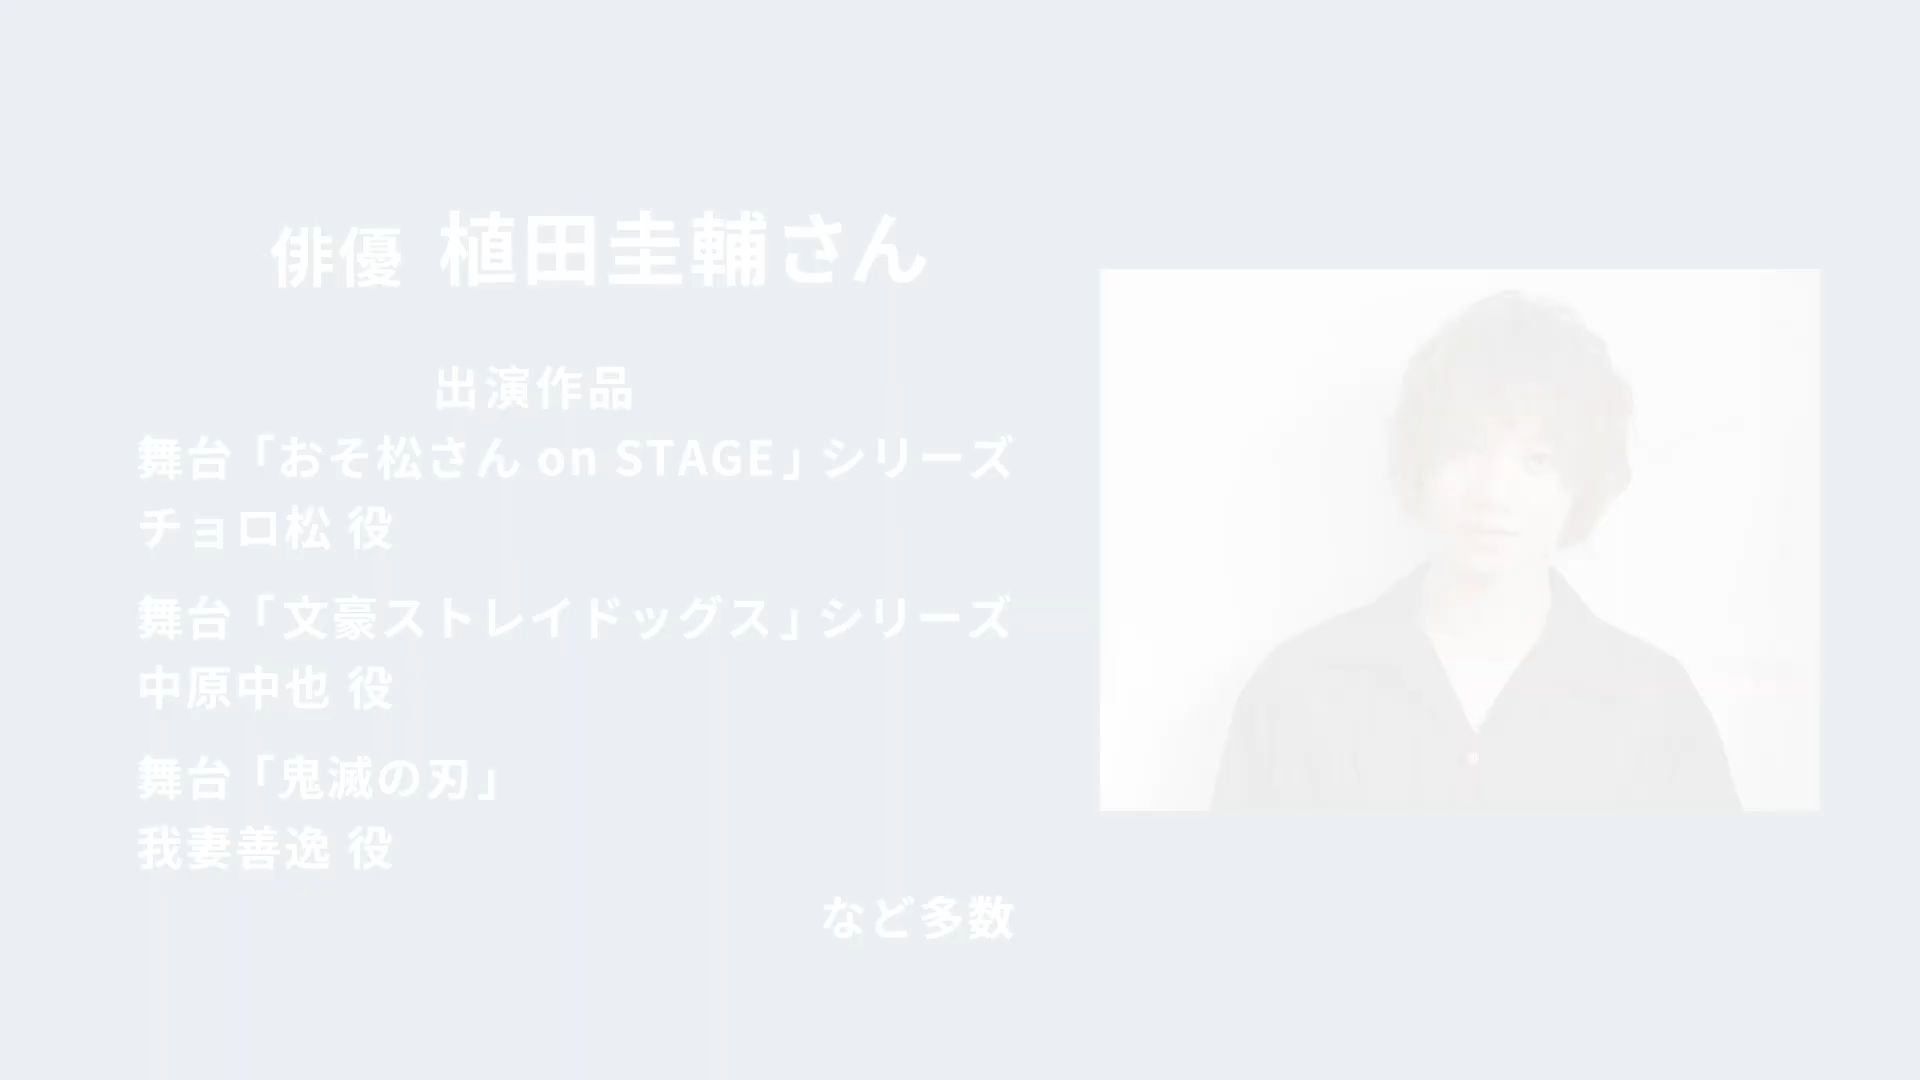 俳優 植田圭輔さん
出演作品
舞台「おそ松さん on STAGE」シリーズ
チョロ松 役
舞台「文豪ストレイドッグス」シリーズ
中原中也 役
舞台「鬼滅の刃」
我妻善逸 役
など多数